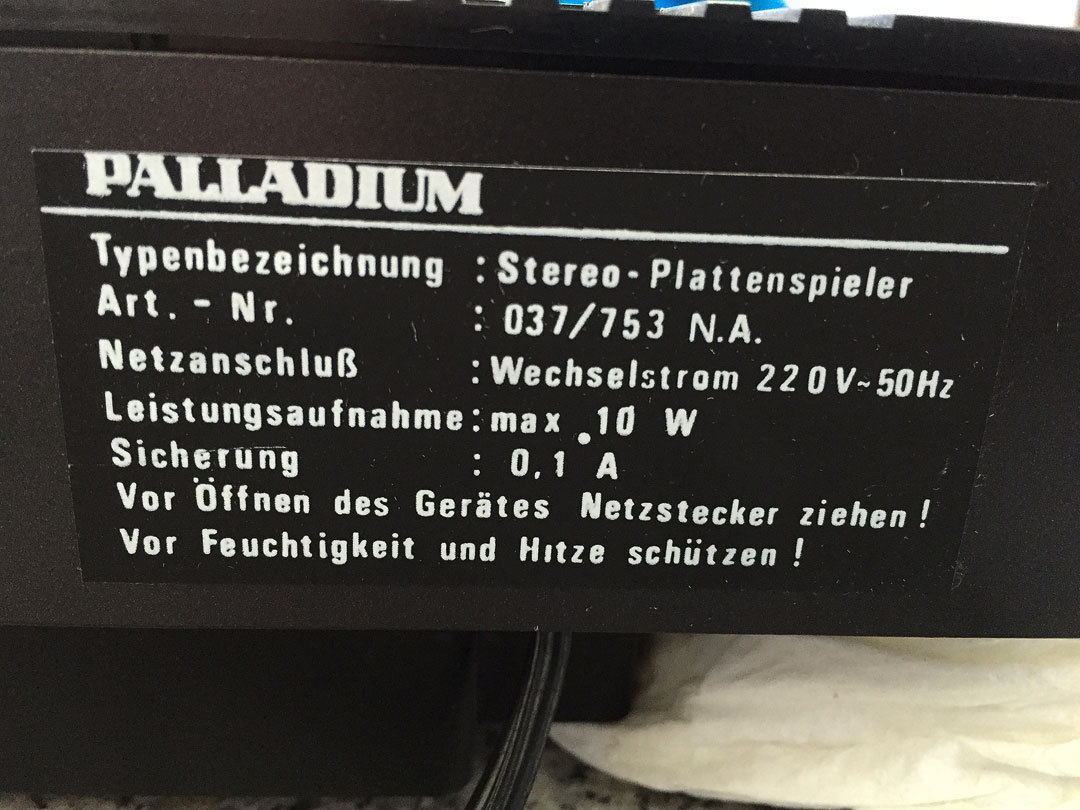 PALLADIUM
Typenbezeichnung : Stereo - Plattenspieler
Art. - Nr. : 037/753 N.A.
Netzanschluß : Wechselstrom 220V~50Hz
Leistungsaufnahme: max. 10 W
Sicherung : 0,1 A
Vor Öffnen des Gerätes Netzstecker ziehen!
Vor Feuchtigkeit und Hitze schützen!